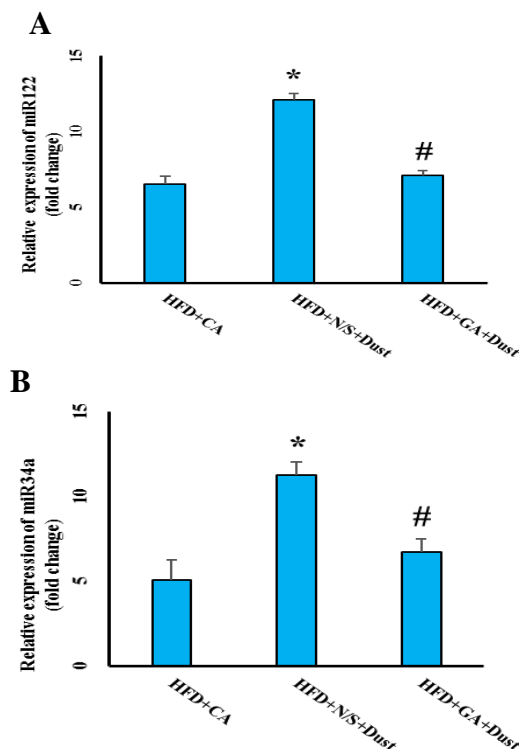 A
Relative expression of miR122
(fold change)
15
10
5
0
*
#
HFD+CA
HFD+N/S+Dust
HFD+GA+Dust
B
Relative expression of miR34a
(fold change)
15
10
5
0
*
#
HFD+CA
HFD+N/S+Dust
HFD+GA+Dust